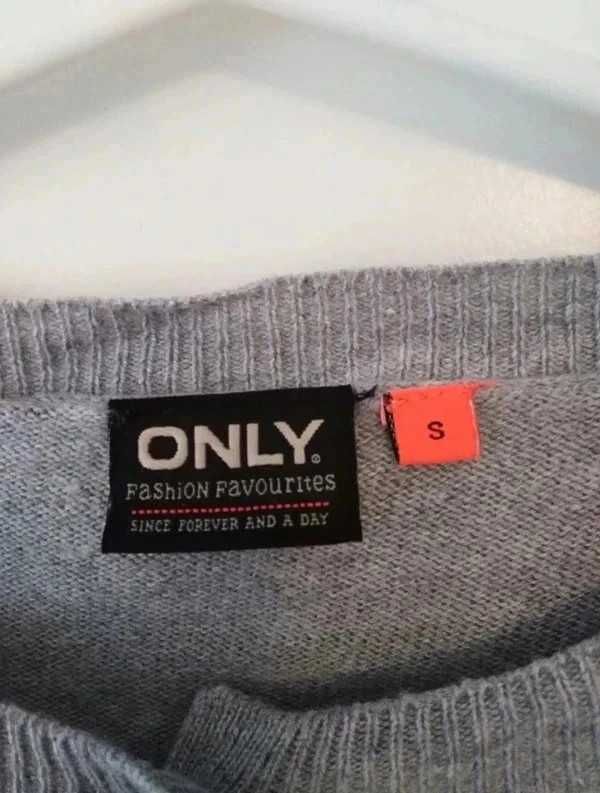 ONLY®
FaShiON FaVOuRiteS
SINCE FOREVER AND A DAY
S